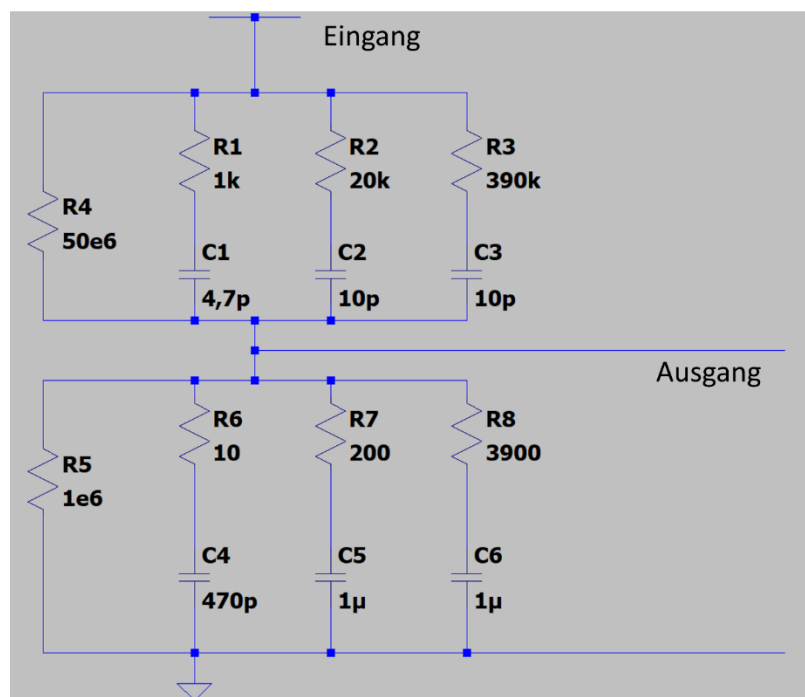 Eingang
R1
1k
R2
20k
R3
390k
R4
50e6
C1
4,7p
C2
10p
C3
10p
Ausgang
R6
10
R7
200
R8
3900
R5
1e6
C4
470p
C5
1µ
C6
1µ